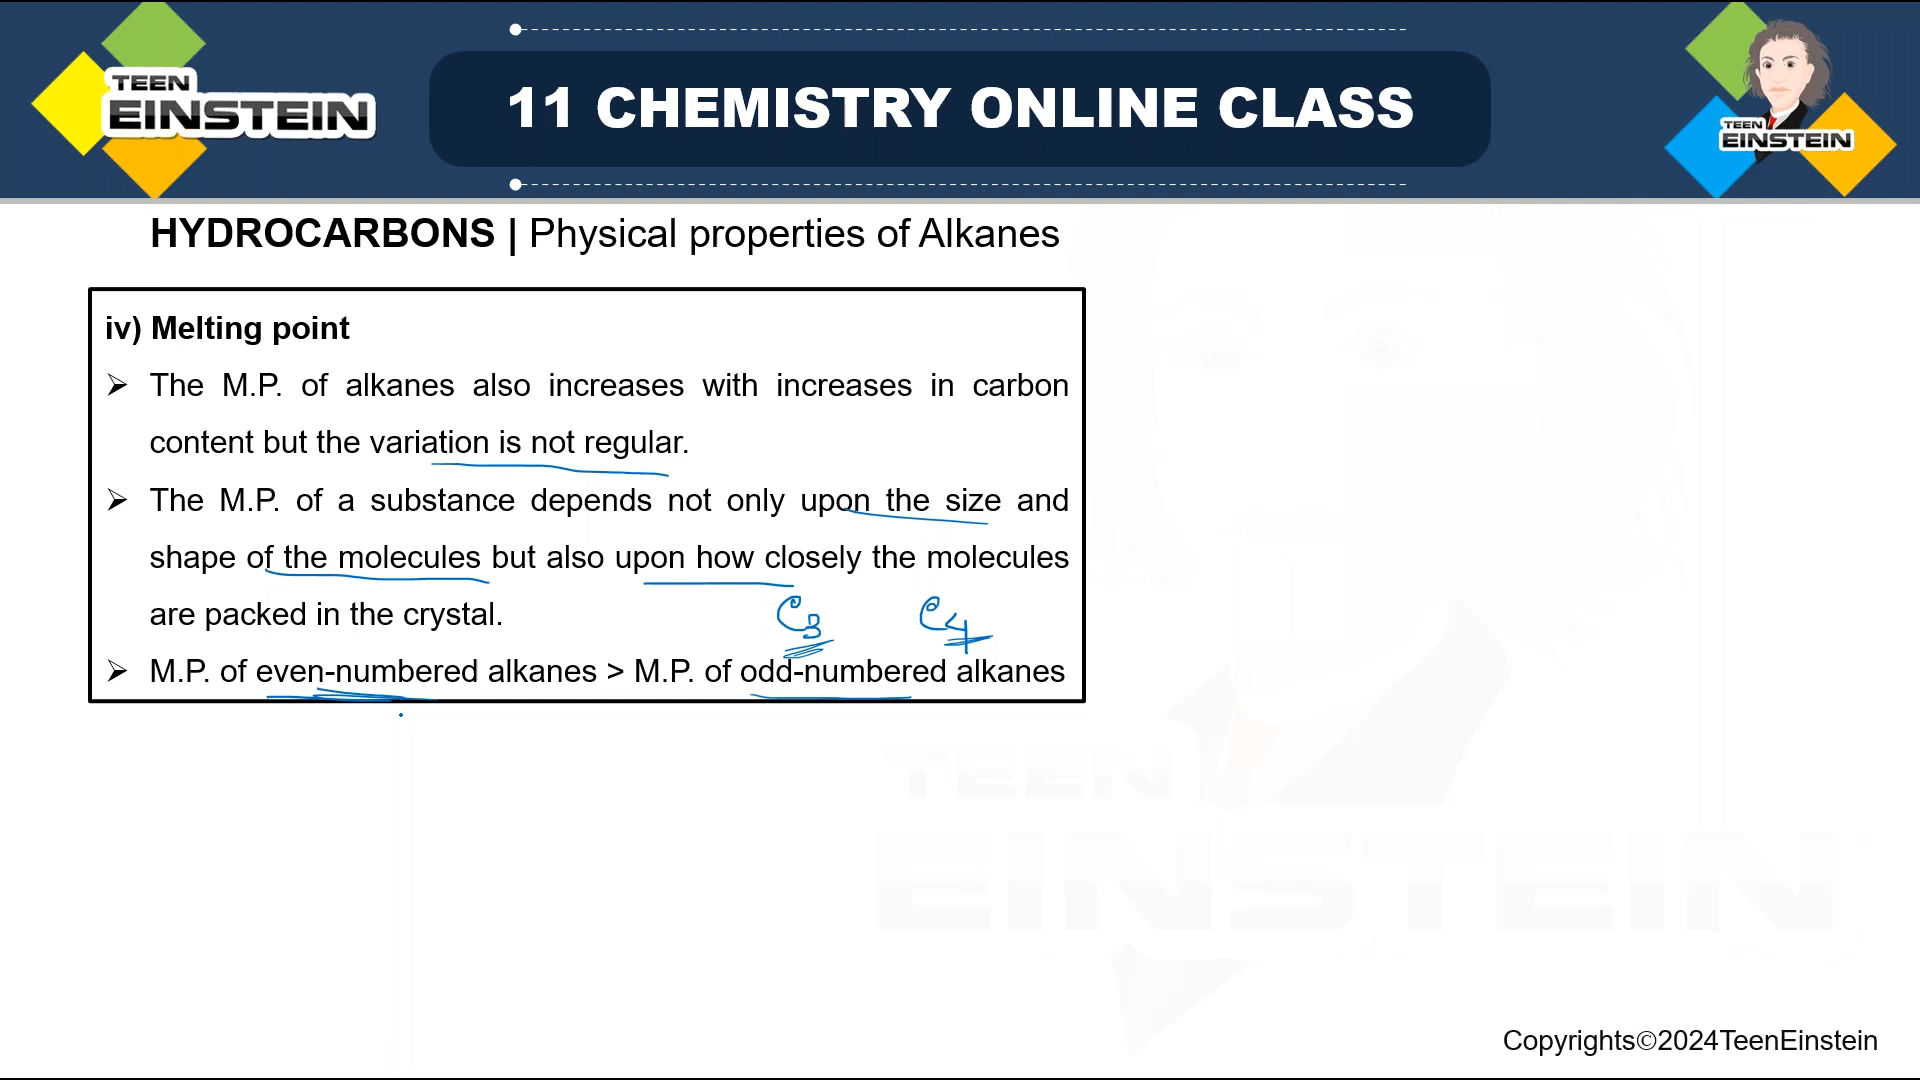 TEEN
EINSTEIN
11 CHEMISTRY ONLINE CLASS
TEEN
EINSTEIN
HYDROCARBONS | Physical properties of Alkanes
iv) Melting point
➢ The M.P. of alkanes also increases with increases in carbon
content but the variation is not regular.
➢ The M.P. of a substance depends not only upon the size and
shape of the molecules but also upon how closely the molecules
are packed in the crystal.
C3 C4
➢ M.P. of even-numbered alkanes > M.P. of odd-numbered alkanes
TEEN
EINSTEIN
Copyrights©2024TeenEinstein